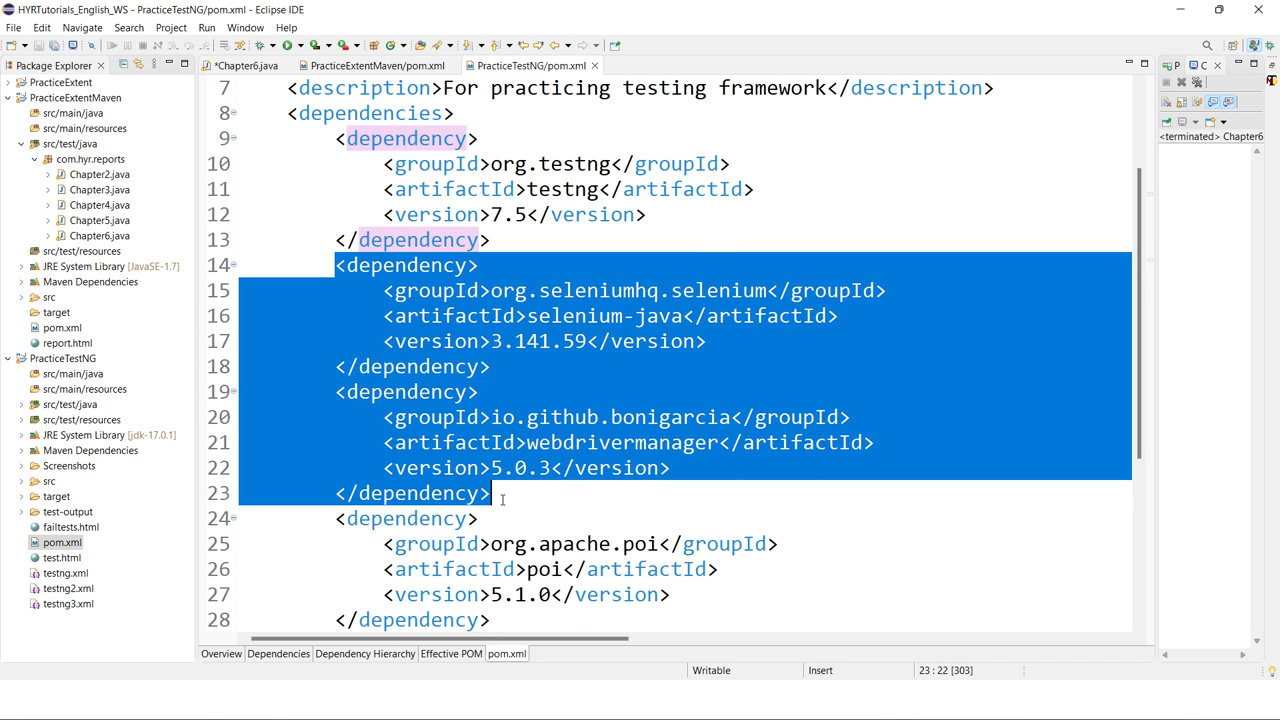 HYRTutorials_English_WS - PracticeTestNG/pom.xml - Eclipse IDE
File Edit Navigate Search Project Run Window Help
Package Explorer
*Chapter6.java PracticeExtentMaven/pom.xml PracticeTestNG/pom.xml
P C
PracticeExtent
PracticeExtentMaven
src/main/java
src/main/resources
src/test/java
com.hyr.reports
Chapter2.java
Chapter3.java
Chapter4.java
Chapter5.java
Chapter6.java
src/test/resources
JRE System Library [JavaSE-1.7]
Maven Dependencies
src
target
pom.xml
report.html
PracticeTestNG
src/main/java
src/main/resources
src/test/java
src/test/resources
JRE System Library [jdk-17.0.1]
Maven Dependencies
Screenshots
src
target
test-output
failtests.html
pom.xml
test.html
testng.xml
testng2.xml
testng3.xml
7 <description>For practicing testing framework</description>
8 <dependencies>
9 <dependency>
10 <groupId>org.testng</groupId>
11 <artifactId>testng</artifactId>
12 <version>7.5</version>
13 </dependency>
14 <dependency>
15 <groupId>org.seleniumhq.selenium</groupId>
16 <artifactId>selenium-java</artifactId>
17 <version>3.141.59</version>
18 </dependency>
19 <dependency>
20 <groupId>io.github.bonigarcia</groupId>
21 <artifactId>webdrivermanager</artifactId>
22 <version>5.0.3</version>
23 </dependency>
24 <dependency>
25 <groupId>org.apache.poi</groupId>
26 <artifactId>poi</artifactId>
27 <version>5.1.0</version>
28 </dependency>
<terminated> Chapter6
Overview Dependencies Dependency Hierarchy Effective POM pom.xml
Writable Insert 23 : 22 [303]